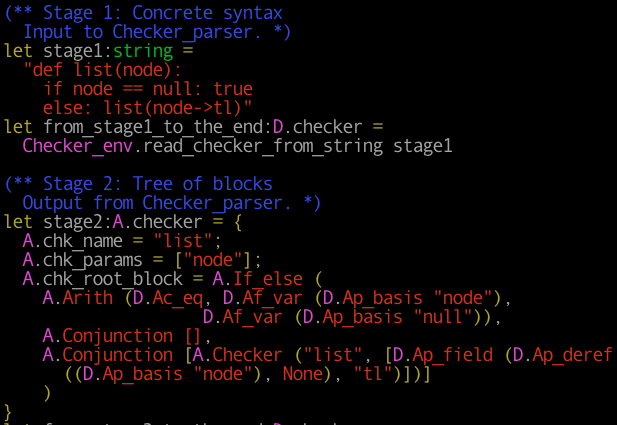 (** Stage 1: Concrete syntax
Input to Checker_parser. *)
let stage1:string =
"def list(node):
if node == null: true
else: list(node->tl)"
let from_stage1_to_the_end:D.checker =
Checker_env.read_checker_from_string stage1
(** Stage 2: Tree of blocks
Output from Checker_parser. *)
let stage2:A.checker = {
A.chk_name = "list";
A.chk_params = ["node"];
A.chk_root_block = A.If_else (
A.Arith (D.Ac_eq, D.Af_var (D.Ap_basis "node"),
D.Af_var (D.Ap_basis "null")),
A.Conjunction [],
A.Conjunction [A.Checker ("list", [D.Ap_field (D.Ap_deref
((D.Ap_basis "node"), None), "tl")])]
)
}